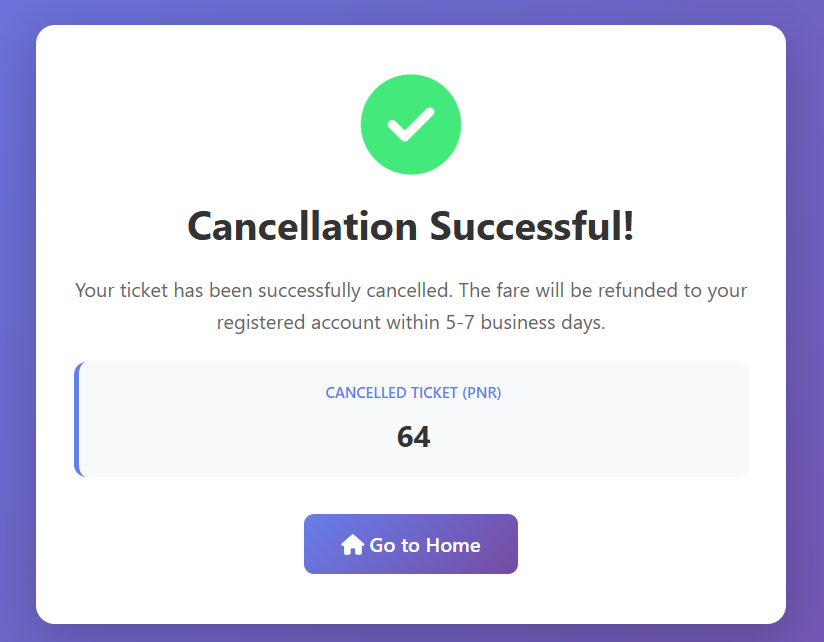 Cancellation Successful!
Your ticket has been successfully cancelled. The fare will be refunded to your
registered account within 5-7 business days.
CANCELLED TICKET (PNR)
64
Go to Home